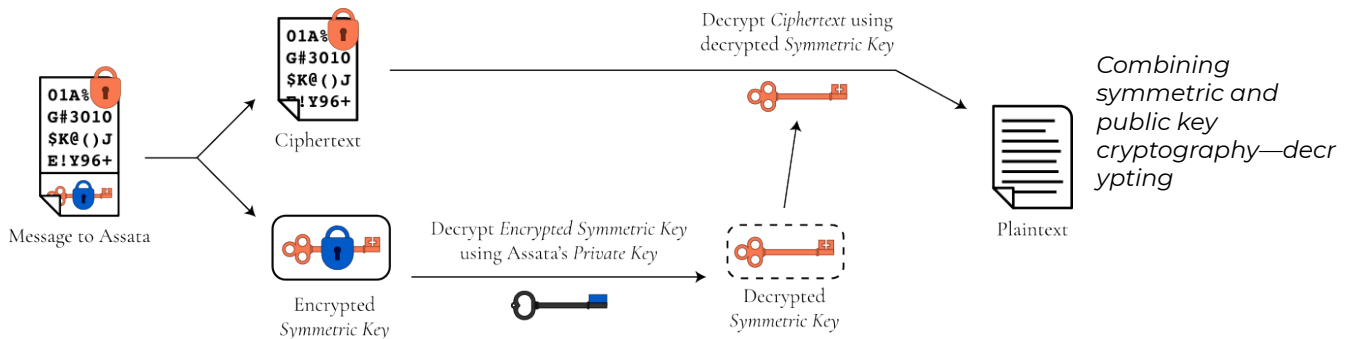 01A%
G#3010
$K@()J
E!Y96+
Message to Assata
01A%
G#3010
$K@()J
E!Y96+
Ciphertext
Encrypted
Symmetric Key
Decrypt Encrypted Symmetric Key
using Assata's Private Key
Decrypted
Symmetric Key
Decrypt Ciphertext using
decrypted Symmetric Key
Plaintext
Combining
symmetric and
public key
cryptography—decr
ypting